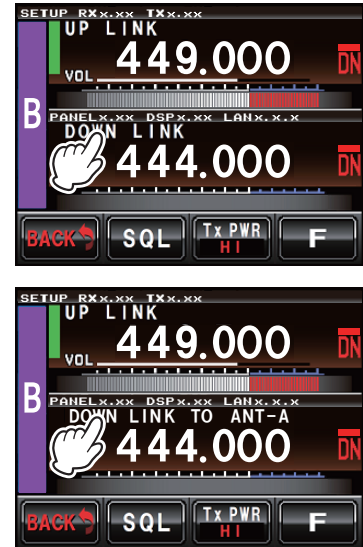 SETUP RXx.xx TXx.xx
UP LINK
449.000
DN
VOL
B
PANELx.xx DSPx.xx LANx.x.x
DOWN LINK
444.000
DN
BACK
SQL
Tx PWR
HI
F
SETUP RXx.xx TXx.xx
UP LINK
449.000
DN
VOL
B
PANELx.xx DSPx.xx LANx.x.x
DOWN LINK TO ANT-A
444.000
DN
BACK
SQL
Tx PWR
HI
F